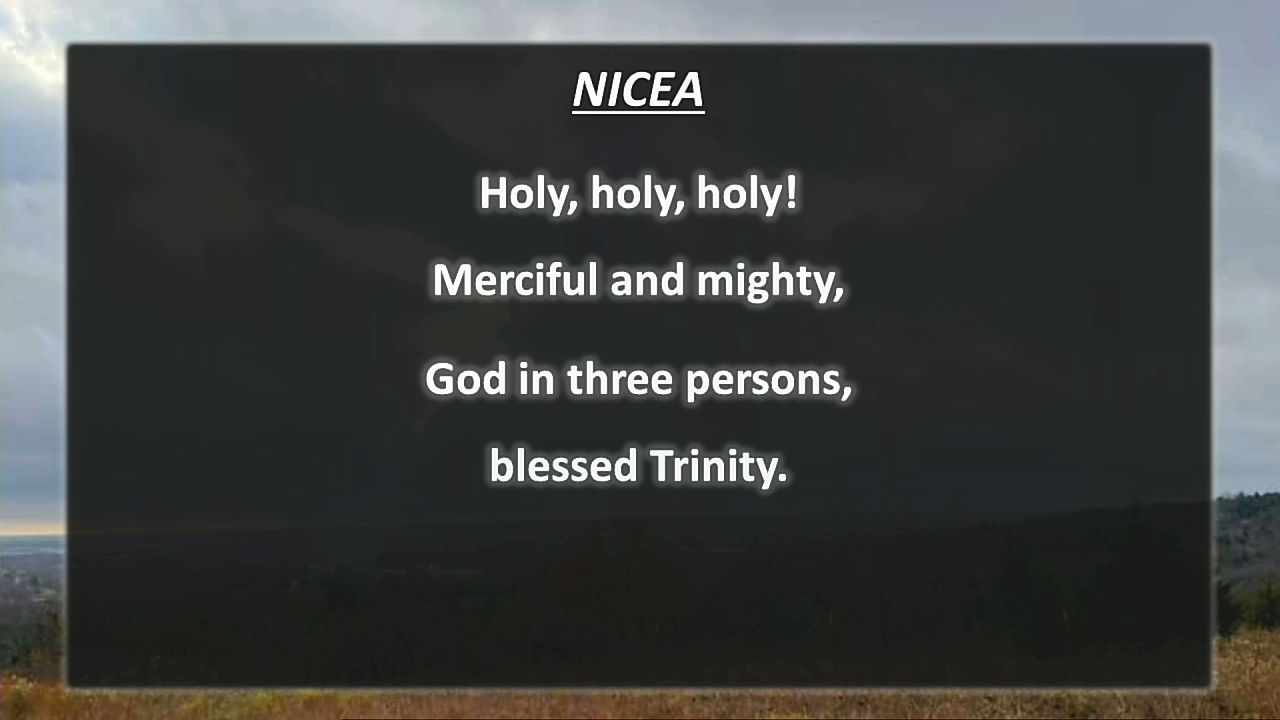 NICEA
Holy, holy, holy!
Merciful and mighty,
God in three persons,
blessed Trinity.